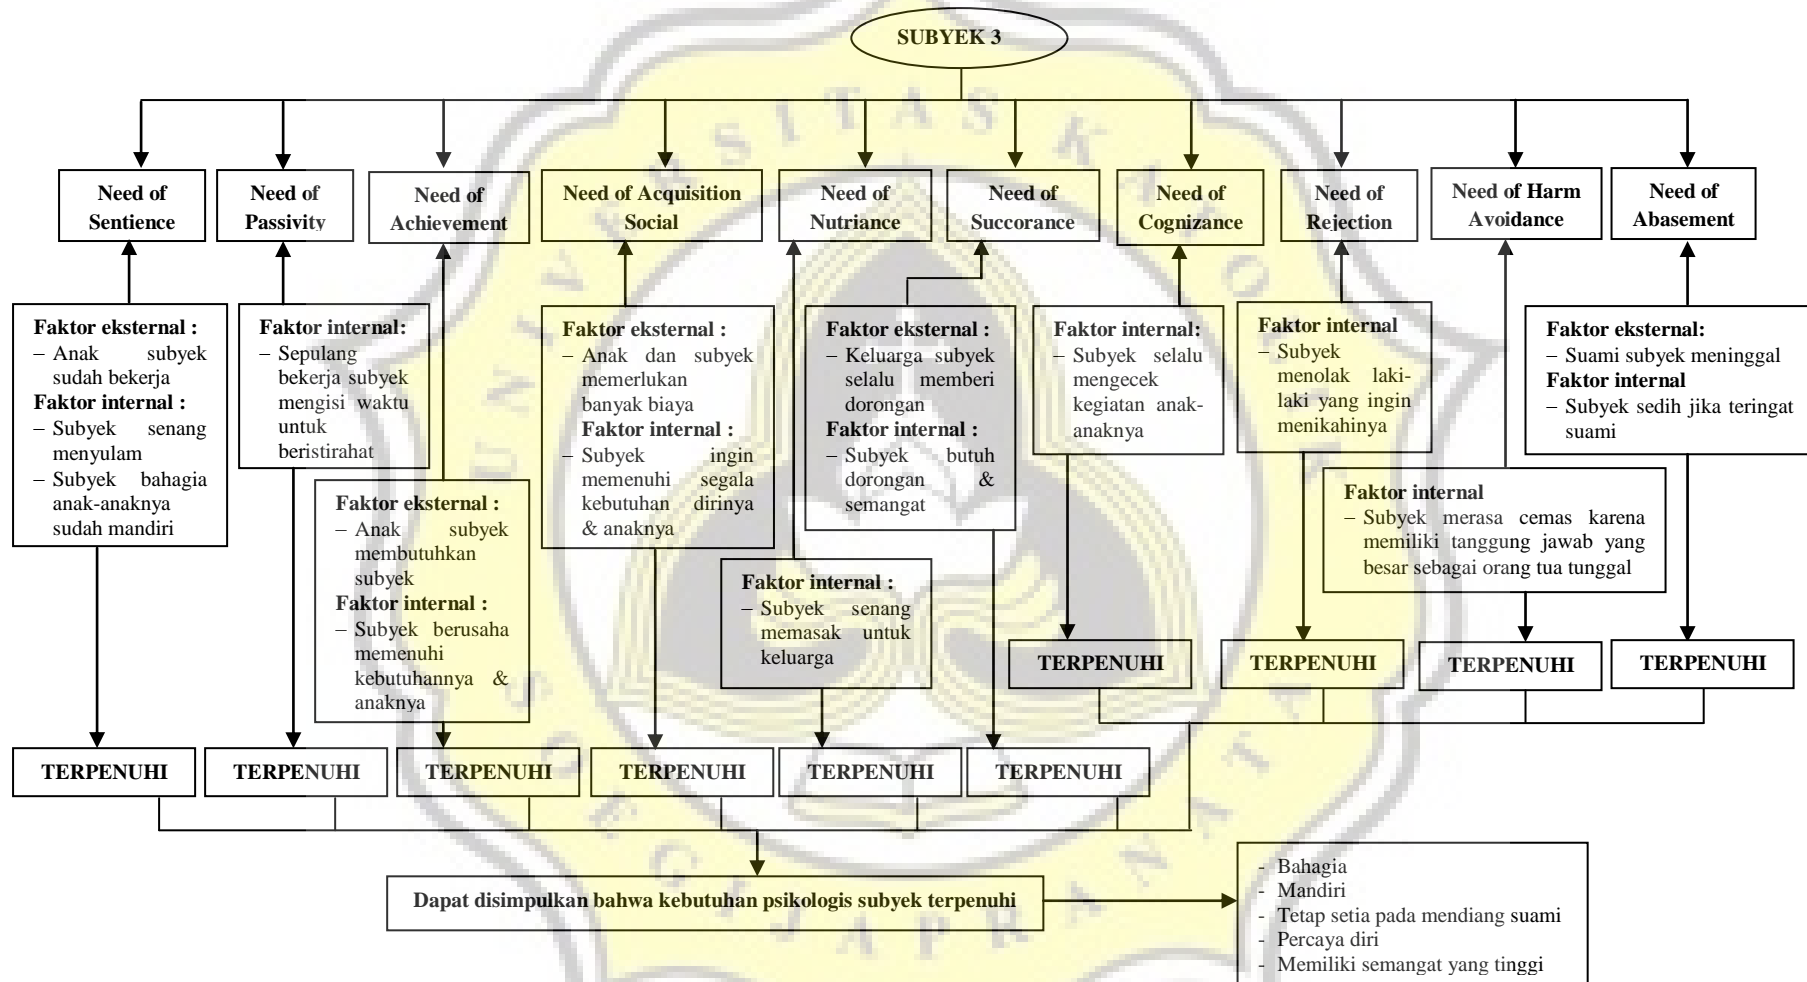 SUBYEK 3
Need of
Sentience
Need of
Passivity
Need of
Achievement
Need of Acquisition
Social
Need of
Nutriance
Need of
Succorance
Need of
Cognizance
Need of
Rejection
Need of Harm
Avoidance
Need of
Abasement
Faktor eksternal :
– Anak subyek
sudah bekerja
Faktor internal :
– Subyek senang
menyulam
– Subyek bahagia
anak-anaknya
sudah mandiri
Faktor internal:
– Sepulang
bekerja subyek
mengisi waktu
untuk
beristirahat
Faktor eksternal :
– Anak subyek
membutuhkan
subyek
Faktor internal :
– Subyek berusaha
memenuhi
kebutuhannya &
anaknya
Faktor eksternal :
– Anak dan subyek
memerlukan
banyak biaya
Faktor internal :
– Subyek ingin
memenuhi segala
kebutuhan dirinya
& anaknya
Faktor internal :
– Subyek senang
memasak untuk
keluarga
Faktor eksternal :
– Keluarga subyek
selalu memberi
dorongan
Faktor internal :
– Subyek butuh
dorongan &
semangat
Faktor internal:
– Subyek selalu
mengecek
kegiatan anak-
anaknya
Faktor internal
– Subyek
menolak laki-
laki yang ingin
menikahinya
Faktor internal
– Subyek merasa cemas karena
memiliki tanggung jawab yang
besar sebagai orang tua tunggal
Faktor eksternal:
– Suami subyek meninggal
Faktor internal
– Subyek sedih jika teringat
suami
TERPENUHI
TERPENUHI
TERPENUHI
TERPENUHI
TERPENUHI
TERPENUHI
TERPENUHI
TERPENUHI
TERPENUHI
TERPENUHI
Dapat disimpulkan bahwa kebutuhan psikologis subyek terpenuhi
- Bahagia
- Mandiri
- Tetap setia pada mendiang suami
- Percaya diri
- Memiliki semangat yang tinggi
UNIVERSITAS KATOLIK
SOEGIJAPRANATA